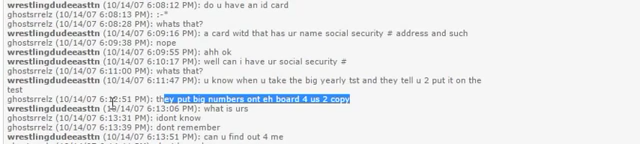 wrestlingdudeeasttn (10/14/07 6:08:12 PM): do u have an id card
ghostsrrelz (10/14/07 6:08:13 PM): :-"
ghostsrrelz (10/14/07 6:08:28 PM): whats that?
wrestlingdudeeasttn (10/14/07 6:09:16 PM): a card witd that has ur name social security # address and such
ghostsrrelz (10/14/07 6:09:38 PM): nope
wrestlingdudeeasttn (10/14/07 6:09:55 PM): ahh ok
wrestlingdudeeasttn (10/14/07 6:10:17 PM): well can i have ur social security #
ghostsrrelz (10/14/07 6:11:00 PM): whats that?
wrestlingdudeeasttn (10/14/07 6:11:47 PM): u know when u take the big yearly tst and they tell u 2 put it on the
test
ghostsrrelz (10/14/07 6:12:51 PM): they put big numbers ont eh board 4 us 2 copy
wrestlingdudeeasttn (10/14/07 6:13:06 PM): what is urs
ghostsrrelz (10/14/07 6:13:31 PM): idont know
ghostsrrelz (10/14/07 6:13:39 PM): dont remember
wrestlingdudeeasttn (10/14/07 6:13:51 PM): can u find out 4 me